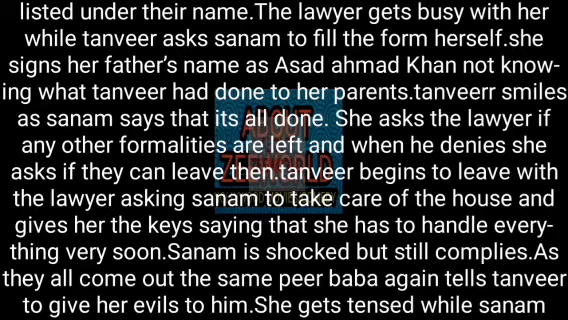 listed under their name.The lawyer gets busy with her
while tanveer asks sanam to fill the form herself.she
signs her father’s name as Asad ahmad Khan not know-
ing what tanveer had done to her parents.tanveerr smiles
as sanam says that its all done. She asks the lawyer if
any other formalities are left and when he denies she
asks if they can leave then.tanveer begins to leave with
the lawyer asking sanam to take care of the house and
gives her the keys saying that she has to handle every-
thing very soon.Sanam is shocked but still complies.As
they all come out the same peer baba again tells tanveer
to give her evils to him.She gets tensed while sanam
ABOUT
ZEEWORLD